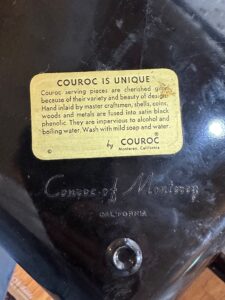 COUROC IS UNIQUE
Couroc serving pieces are cherished gifts
because of their variety and beauty of design.
Hand inlaid by master craftsmen, shells, coins,
woods and metals are fused into satin black
phenolic. They are impervious to alcohol and
boiling water. Wash with mild soap and water.
© by COUROC®
Monterey, California
Couroc of Monterey
CALIFORNIA